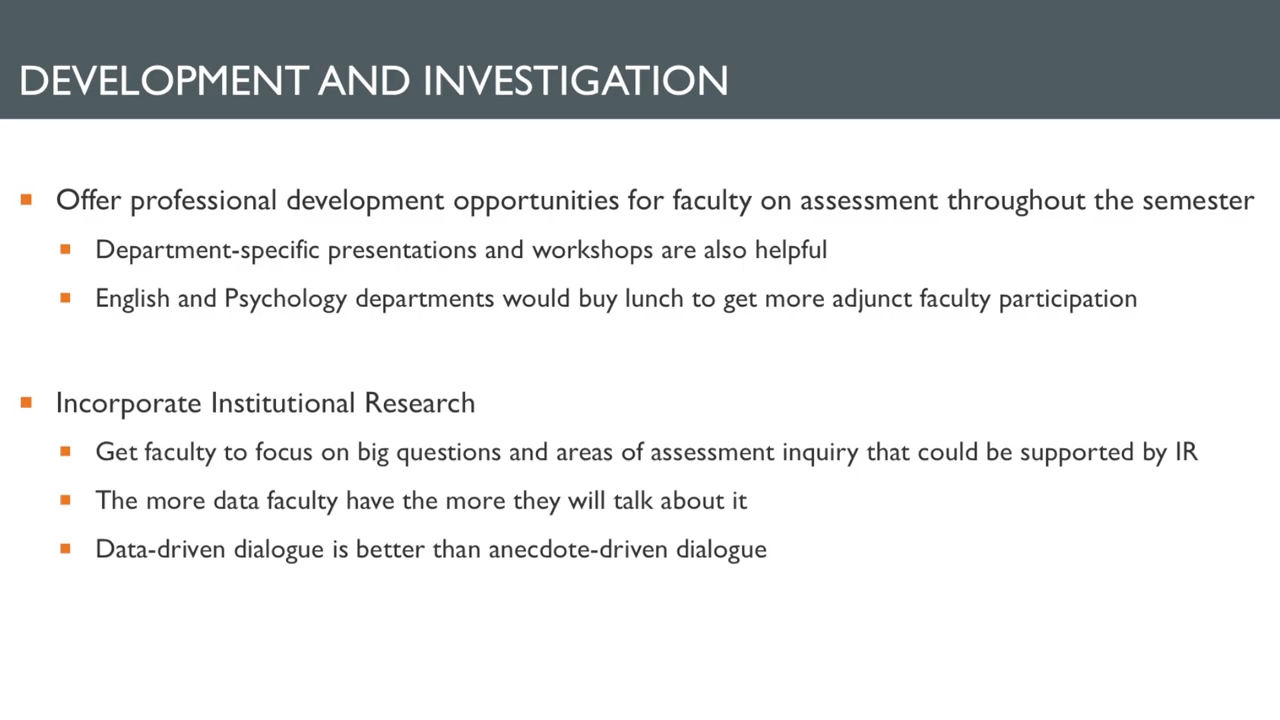 DEVELOPMENT AND INVESTIGATION
Offer professional development opportunities for faculty on assessment throughout the semester
Department-specific presentations and workshops are also helpful
English and Psychology departments would buy lunch to get more adjunct faculty participation
Incorporate Institutional Research
Get faculty to focus on big questions and areas of assessment inquiry that could be supported by IR
The more data faculty have the more they will talk about it
Data-driven dialogue is better than anecdote-driven dialogue